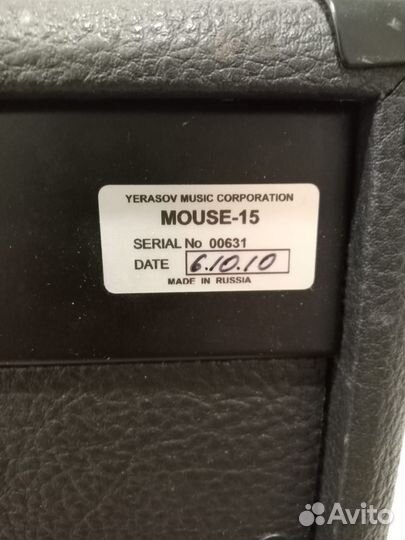 YERASOV MUSIC CORPORATION
MOUSE-15
SERIAL No 00631
DATE 6.10.10
MADE IN RUSSIA
Avito